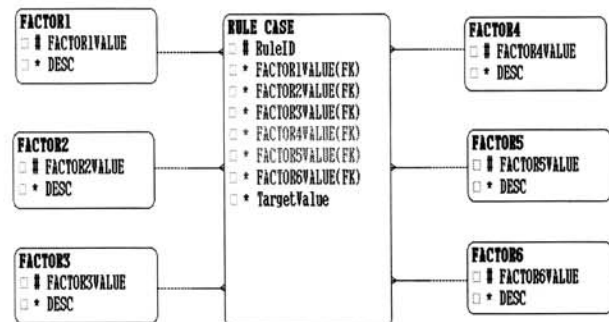 FACTOR1
# FACTOR1VALUE
* DESC
FACTOR2
# FACTOR2VALUE
* DESC
FACTOR3
# FACTOR3VALUE
* DESC
RULE CASE
# RuleID
* FACTOR1VALUE(FK)
* FACTOR2VALUE(FK)
* FACTOR3VALUE(FK)
* FACTOR4VALUE(FK)
* FACTOR5VALUE(FK)
* FACTOR6VALUE(FK)
* TargetValue
FACTOR4
# FACTOR4VALUE
* DESC
FACTOR5
# FACTOR5VALUE
* DESC
FACTOR6
# FACTOR6VALUE
* DESC